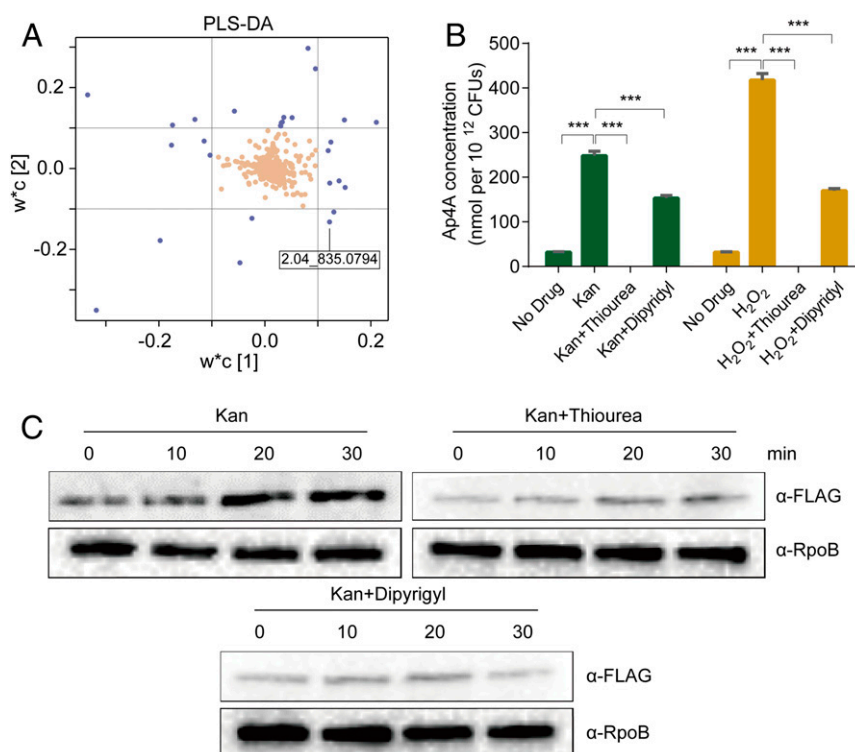 A
PLS-DA
0.2
0.0
-0.2
w*c [2]
2.04_835.0794
-0.2
0.0
0.2
w*c [1]
B
Ap4A concentration
(nmol per 10 12 CFUs)
500
400
300
200
100
0
***
***
***
***
***
***
No Drug
Kan
Kan+Thiourea
Kan+Dipyridyl
No Drug
H2O2
H2O2+Thiourea
H2O2+Dipyridyl
C
Kan
Kan+Thiourea
0 10 20 30
0 10 20 30 min
α-FLAG
α-RpoB
Kan+Dipyrigyl
0 10 20 30
α-FLAG
α-RpoB